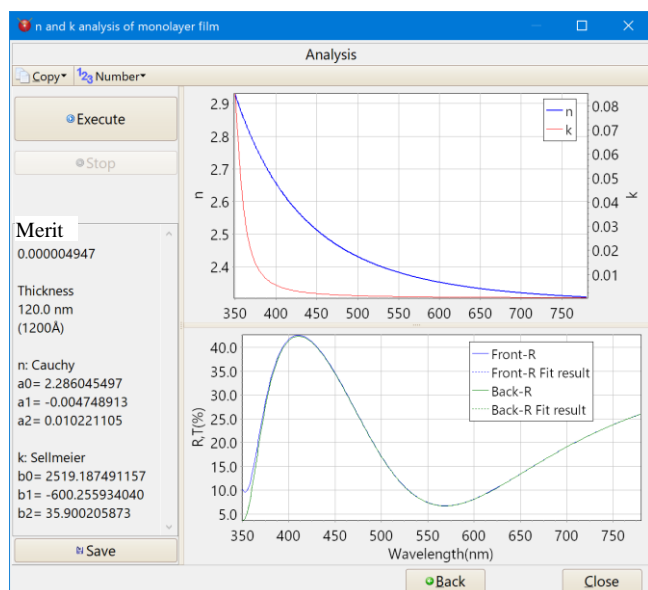 n and k analysis of monolayer film
Analysis
Copy▾ 123 Number▾
Execute
Stop
Merit
0.000004947
Thickness
120.0 nm
(1200Å)
n: Cauchy
a0= 2.286045497
a1= -0.004748913
a2= 0.010221105
k: Sellmeier
b0= 2519.187491157
b1= -600.255934040
b2= 35.900205873
Save
2.9
2.8
2.7
2.6
2.5
2.4
n
n
k
0.08
0.07
0.06
0.05
0.04
0.03
0.02
0.01
k
350 400 450 500 550 600 650 700 750
40.0
35.0
30.0
25.0
20.0
15.0
10.0
5.0
R,T(%)
Front-R
Front-R Fit result
Back-R
Back-R Fit result
350 400 450 500 550 600 650 700 750
Wavelength(nm)
Back
Close